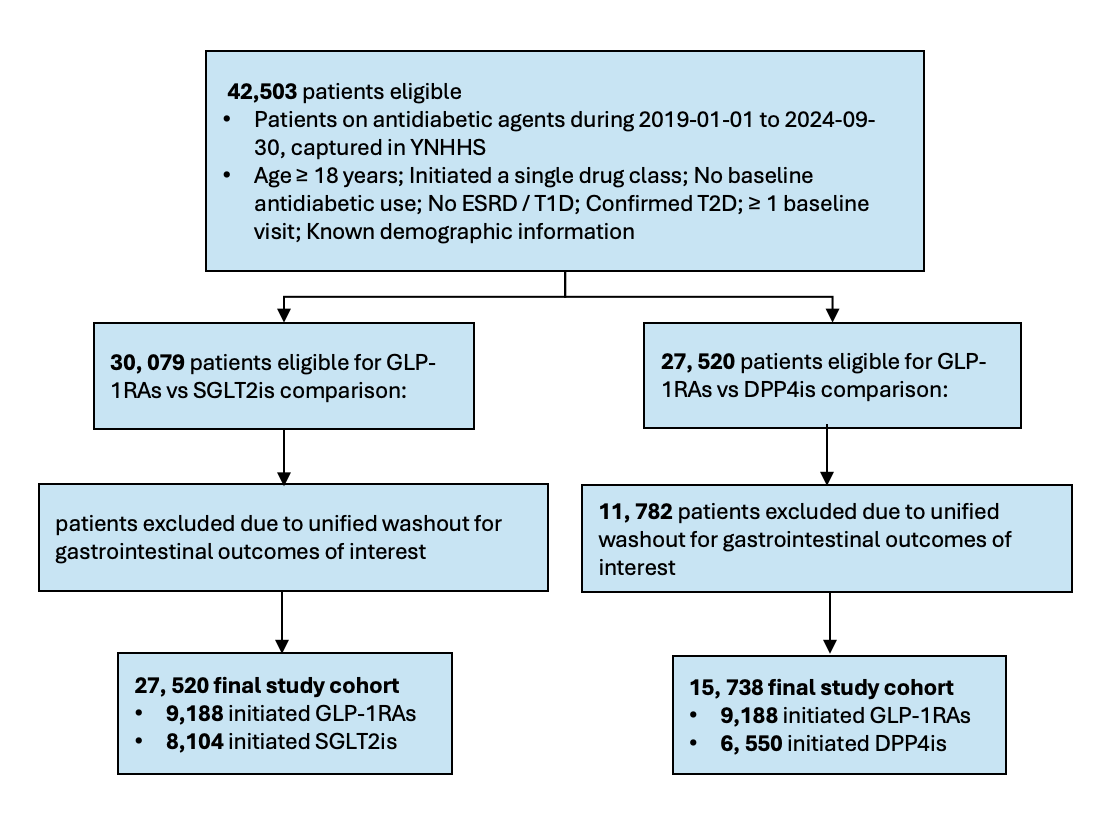 42,503 patients eligible
• Patients on antidiabetic agents during 2019-01-01 to 2024-09-
30, captured in YNHHS
• Age ≥ 18 years; Initiated a single drug class; No baseline
antidiabetic use; No ESRD / T1D; Confirmed T2D; ≥ 1 baseline
visit; Known demographic information
30, 079 patients eligible for GLP-
1RAs vs SGLT2is comparison:
27, 520 patients eligible for GLP-
1RAs vs DPP4is comparison:
patients excluded due to unified washout for
gastrointestinal outcomes of interest
11, 782 patients excluded due to unified
washout for gastrointestinal outcomes of
interest
27, 520 final study cohort
• 9,188 initiated GLP-1RAs
• 8,104 initiated SGLT2is
15, 738 final study cohort
• 9,188 initiated GLP-1RAs
• 6, 550 initiated DPP4is